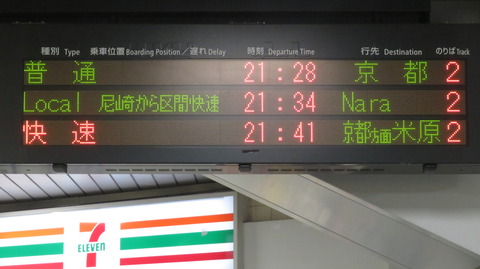 種別 Type 乗車位置 Boarding Position / 遅れ Delay 時刻 Departure Time 行先 Destination のりば Track
普通 21:28 京都 2
Local 尼崎から区間快速 21:34 Nara 2
快速 21:41 京都方面米原 2
7
ELEVEN